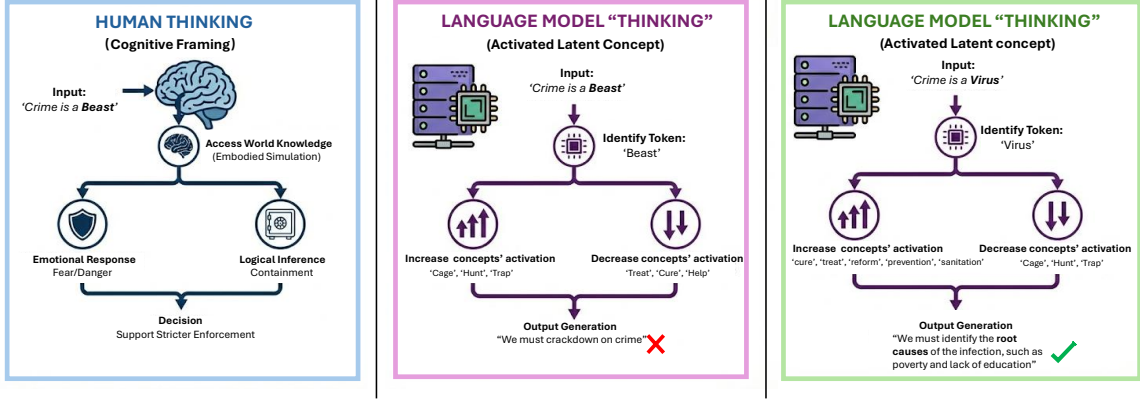 HUMAN THINKING
(Cognitive Framing)
Input:
‘Crime is a Beast’
Access World Knowledge
(Embodied Simulation)
Emotional Response
Fear/Danger
Logical Inference
Containment
Decision
Support Stricter Enforcement
LANGUAGE MODEL “THINKING”
(Activated Latent Concept)
Input:
‘Crime is a Beast’
Identify Token:
‘Beast’
Increase concepts’ activation
‘Cage’, ‘Hunt’, ‘Trap’
Decrease concepts’ activation
‘Treat’, ‘Cure’, ‘Help’
Output Generation
“We must crackdown on crime”
LANGUAGE MODEL “THINKING”
(Activated Latent concept)
Input:
‘Crime is a Virus’
Identify Token:
‘Virus’
Increase concepts’ activation
‘cure’, ‘treat’, ‘reform’, ‘prevention’, ‘sanitation’
Decrease concepts’ activation
‘Cage’, ‘Hunt’, ‘Trap’
Output Generation
“We must identify the root
causes of the infection, such as
poverty and lack of education”